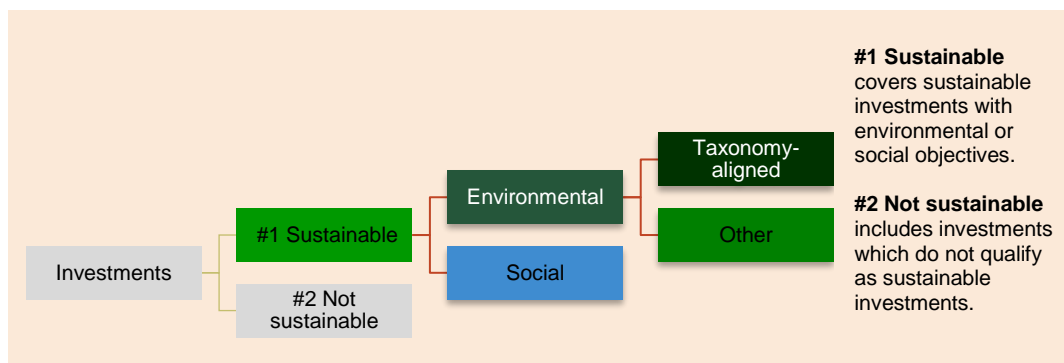 Investments
#1 Sustainable
#2 Not
sustainable
Environmental
Social
Taxonomy-
aligned
Other
#1 Sustainable
covers sustainable
investments with
environmental or
social objectives.
#2 Not sustainable
includes investments
which do not qualify
as sustainable
investments.